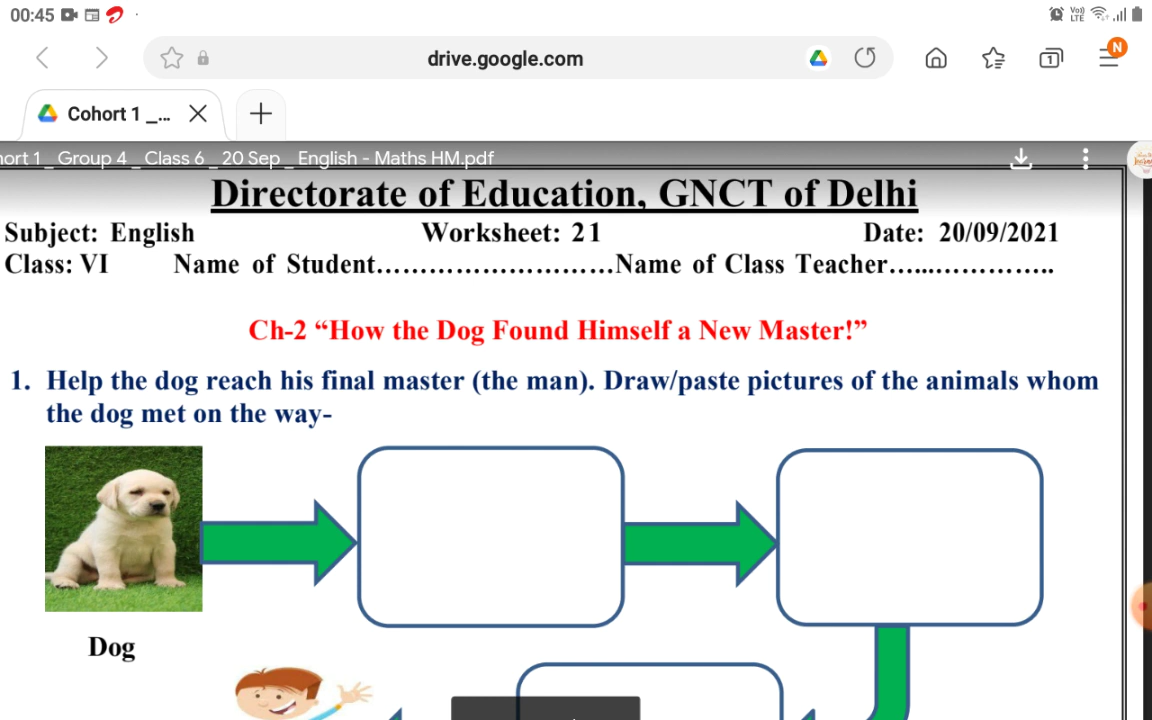 00:45
Vo))
LTE
drive.google.com
1
N
Cohort 1 _...
ort 1 _ Group 4 _ Class 6 _ 20 Sep _ English - Maths HM.pdf
Directorate of Education, GNCT of Delhi
Subject: English Worksheet: 21 Date: 20/09/2021
Class: VI Name of Student..............................Name of Class Teacher.....................
Ch-2 “How the Dog Found Himself a New Master!”
1. Help the dog reach his final master (the man). Draw/paste pictures of the animals whom
the dog met on the way-
Dog